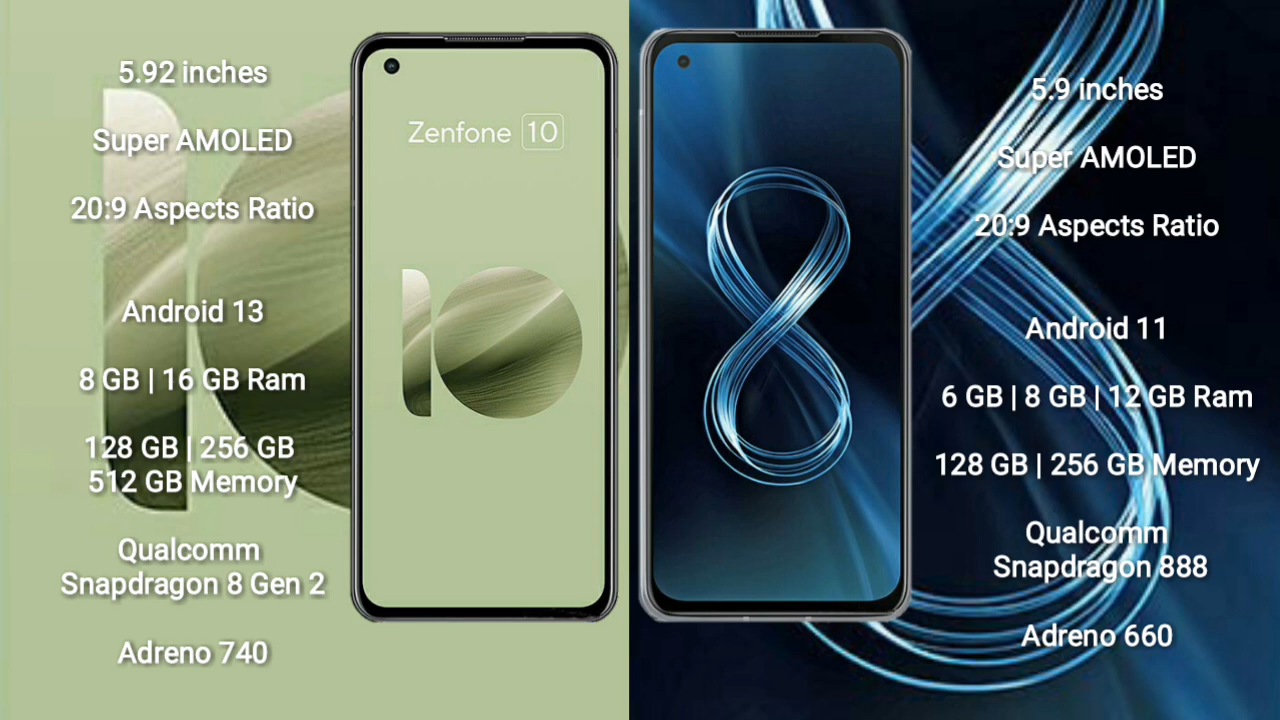 5.92 inches
Super AMOLED
20:9 Aspects Ratio
Android 13
8 GB | 16 GB Ram
128 GB | 256 GB
512 GB Memory
Qualcomm
Snapdragon 8 Gen 2
Adreno 740
Zenfone 10
10
8
5.9 inches
Super AMOLED
20:9 Aspects Ratio
Android 11
6 GB | 8 GB | 12 GB Ram
128 GB | 256 GB Memory
Qualcomm
Snapdragon 888
Adreno 660